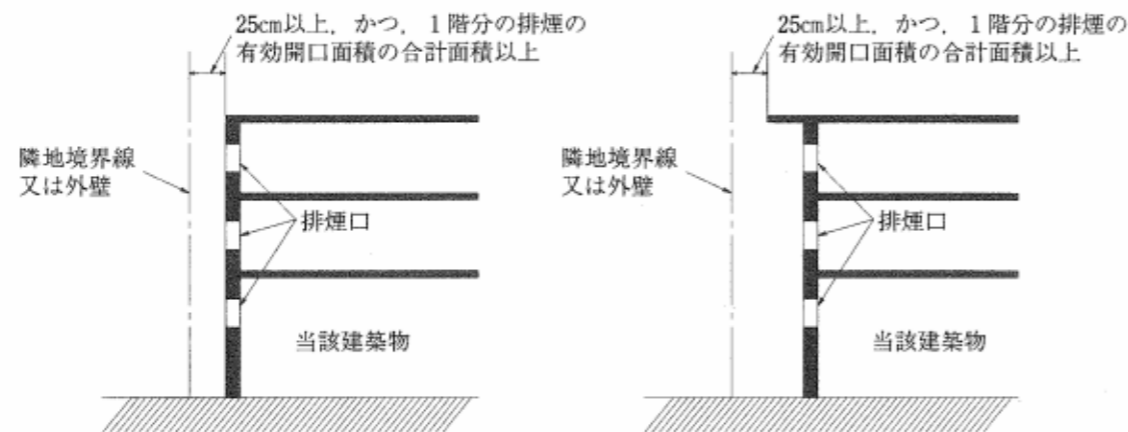 25cm以上，かつ，1階分の排煙の
有効開口面積の合計面積以上
隣地境界線
又は外壁
排煙口
当該建築物
25cm以上，かつ，1階分の排煙の
有効開口面積の合計面積以上
隣地境界線
又は外壁
排煙口
当該建築物